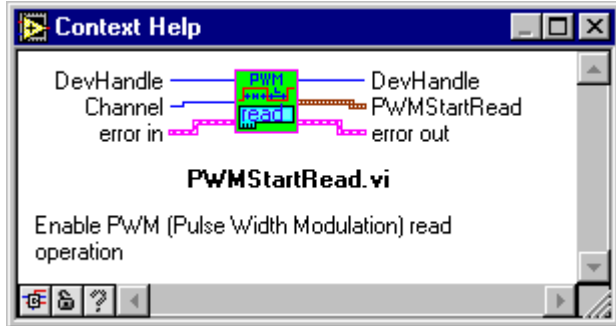 Context Help
DevHandle PWM DevHandle
Channel read PWMStartRead
error in error out
PWMStartRead.vi
Enable PWM (Pulse Width Modulation) read
operation
?